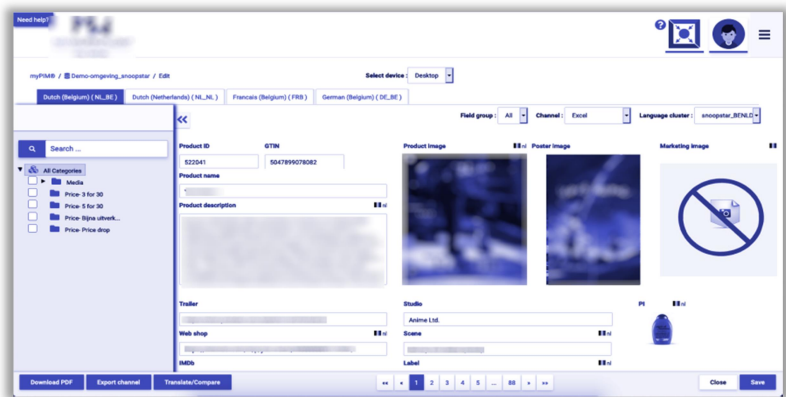 Need help?
?
myPIM® / Demo-omgeving_snoopstar / Edit
Select device : Desktop
Dutch (Belgium) ( NL_BE )
Dutch (Netherlands) ( NL_NL )
Francais (Belgium) ( FRB )
German (Belgium) ( DE_BE )
Field group : All
Channel : Excel
Language cluster : snoopstar_BENLD
Search ...
All Categories
Media
Price- 3 for 30
Price- 5 for 30
Price- Bijna uitverk...
Price- Price drop
Product ID
GTIN
522041
5047899078082
Product name
Product description
nl
Product Image
nl
Poster image
Marketing Image
Trailer
Studio
Anime Ltd.
PI
nl
Web shop
nl
Scene
nl
IMDb
Label
nl
Download PDF
Export channel
Translate/Compare
«« « 1 2 3 4 5 ... 88 » »»
Close
Save